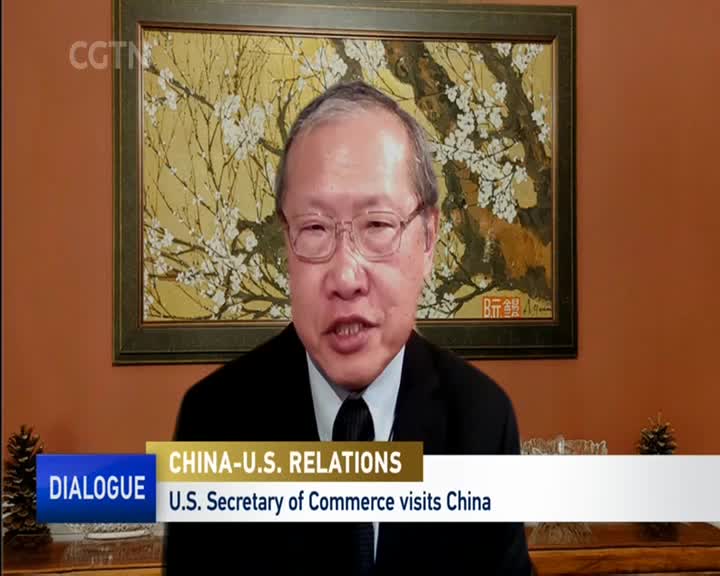 CGTN
CHINA-U.S. RELATIONS
DIALOGUE
U.S. Secretary of Commerce visits China